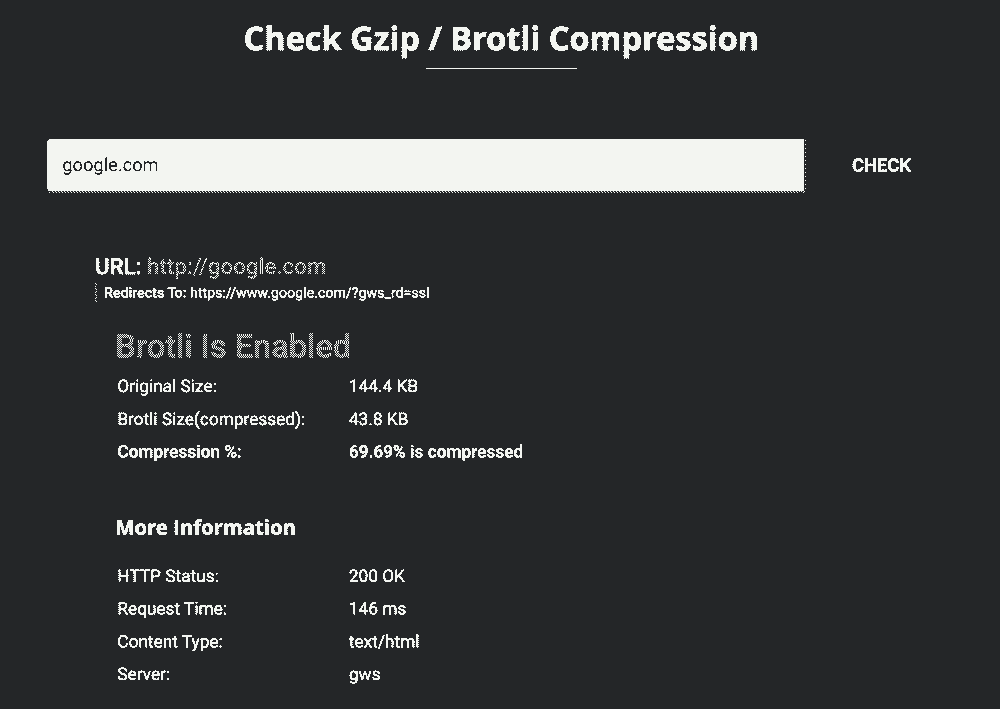 Check Gzip / Brotli Compression
google.com CHECK
URL: http://google.com
Redirects To: https://www.google.com/?gws_rd=ssl
Brotli Is Enabled
Original Size: 144.4 KB
Brotli Size(compressed): 43.8 KB
Compression %: 69.69% is compressed
More Information
HTTP Status: 200 OK
Request Time: 146 ms
Content Type: text/html
Server: gws